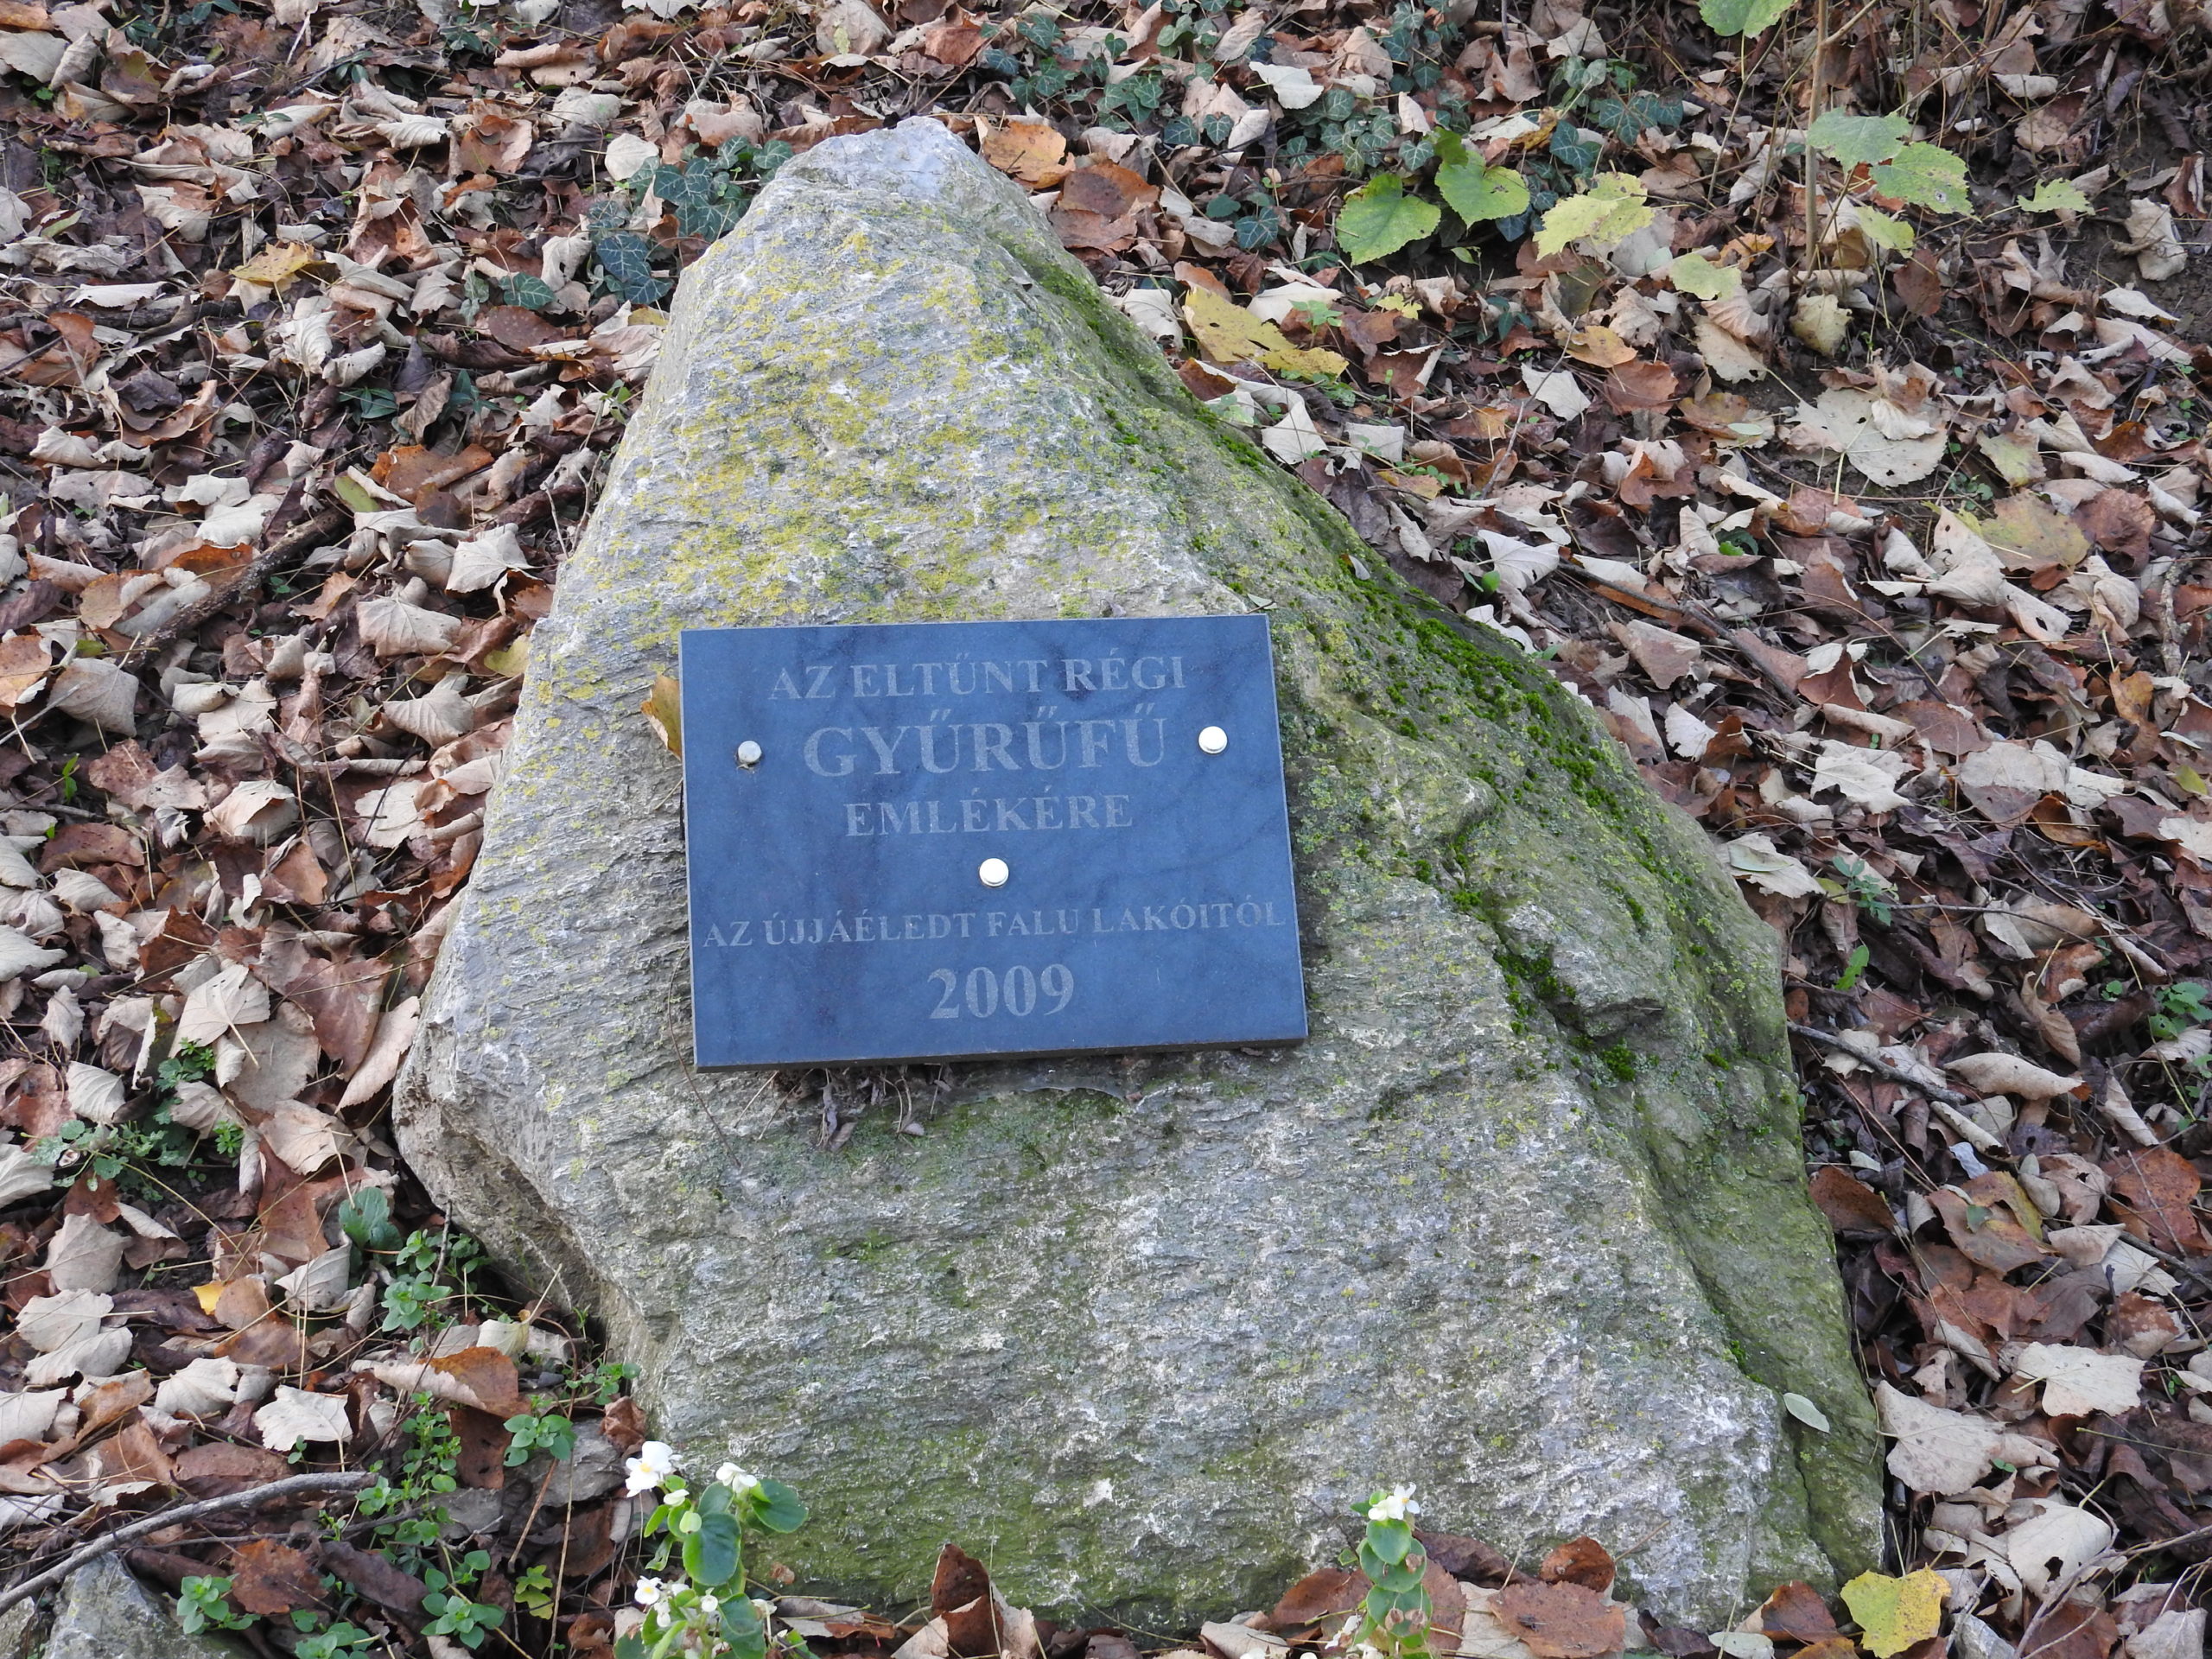 AZ ELTŰNT RÉGI
GYŰRŰFŰ
EMLÉKÉRE
AZ ÚJJÁÉLEDT FALU LAKÓITÓL
2009